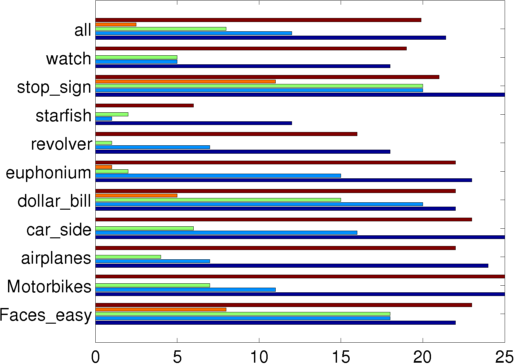 all
watch
stop_sign
starfish
revolver
euphonium
dollar_bill
car_side
airplanes
Motorbikes
Faces_easy
0 5 10 15 20 25